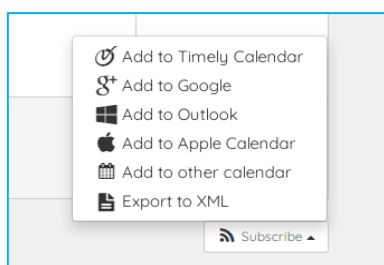 Add to Timely Calendar
Add to Google
Add to Outlook
Add to Apple Calendar
Add to other calendar
Export to XML
Subscribe